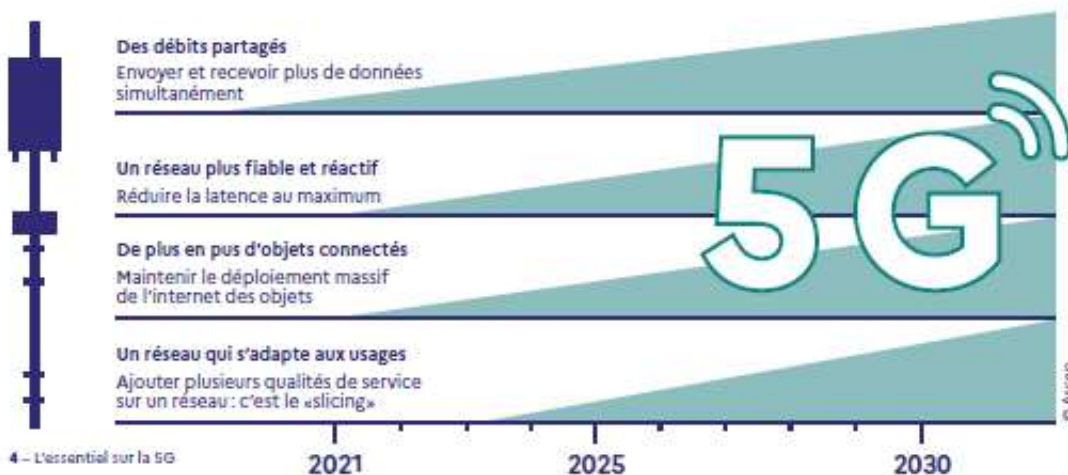 Des débits partagés
Envoyer et recevoir plus de données
simultanément
Un réseau plus fiable et réactif
Réduire la latence au maximum
De plus en pus d'objets connectés
Maintenir le déploiement massif
de l'internet des objets
Un réseau qui s'adapte aux usages
Ajouter plusieurs qualités de service
sur un réseau : c'est le «slicing»
5G
4 – L'essentiel sur la 5G
2021
2025
2030